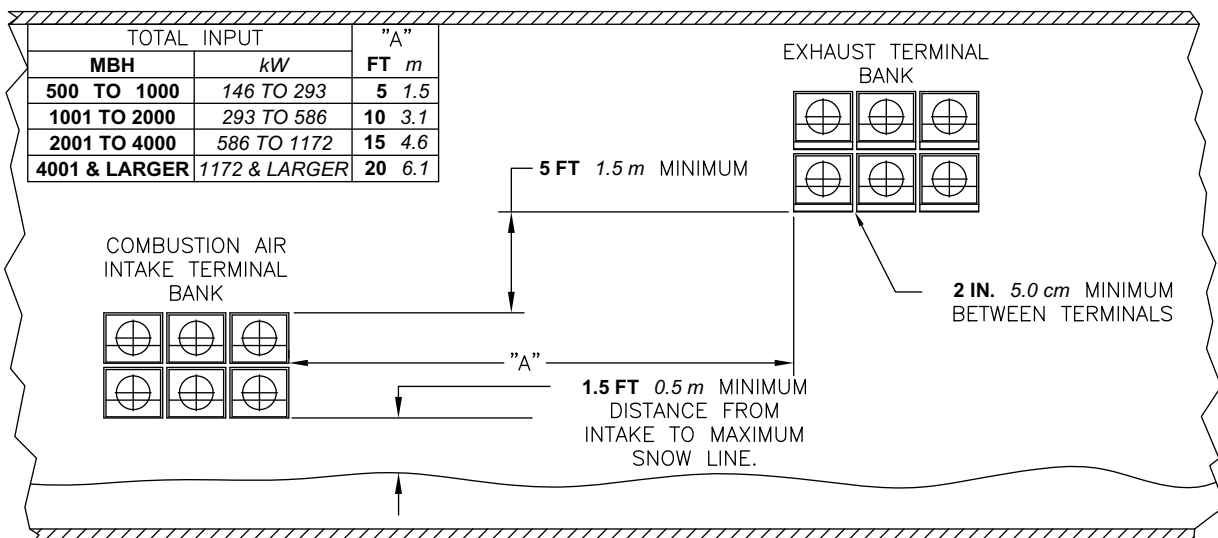 TOTAL INPUT "A"
MBH kW FT m
500 TO 1000 146 TO 293 5 1.5
1001 TO 2000 293 TO 586 10 3.1
2001 TO 4000 586 TO 1172 15 4.6
4001 & LARGER 1172 & LARGER 20 6.1
EXHAUST TERMINAL
BANK
5 FT 1.5 m MINIMUM
COMBUSTION AIR
INTAKE TERMINAL
BANK
2 IN. 5.0 cm MINIMUM
BETWEEN TERMINALS
"A"
1.5 FT 0.5 m MINIMUM
DISTANCE FROM
INTAKE TO MAXIMUM
SNOW LINE.